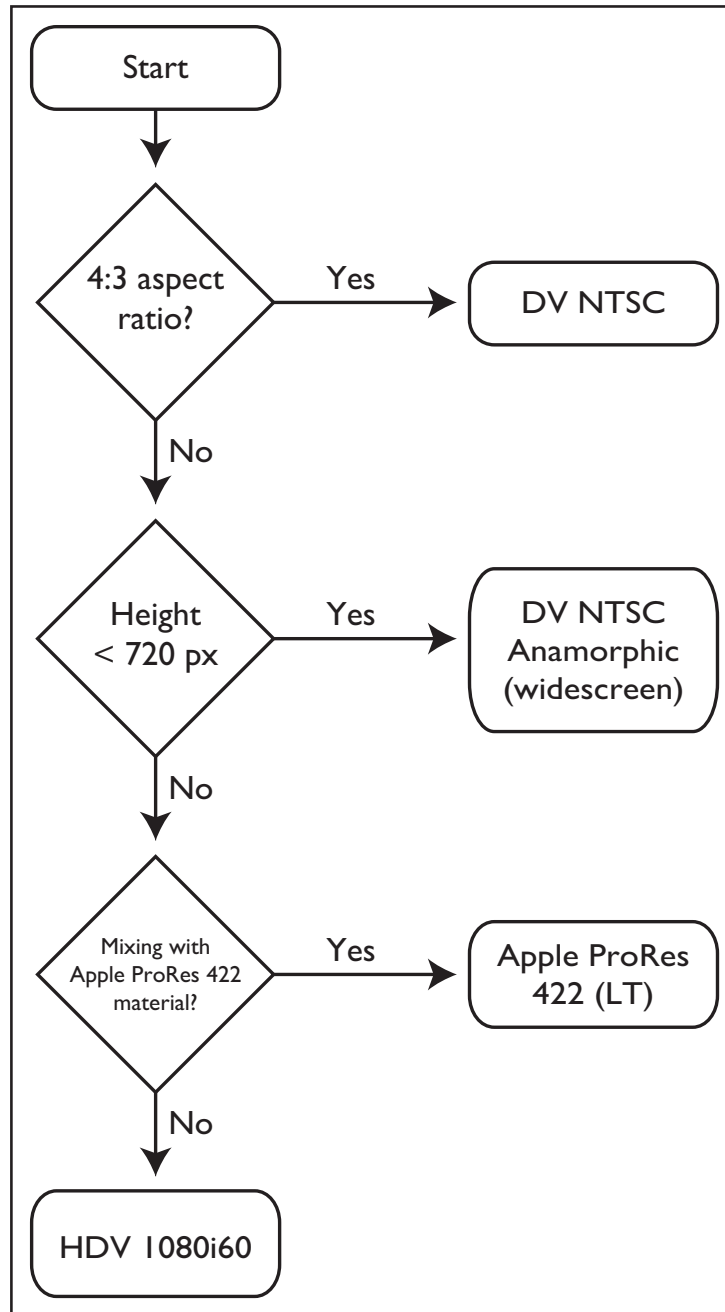 Start
4:3 aspect
ratio?
Yes
DV NTSC
No
Height
< 720 px
Yes
DV NTSC
Anamorphic
(widescreen)
No
Mixing with
Apple ProRes 422
material?
Yes
Apple ProRes
422 (LT)
No
HDV 1080i60